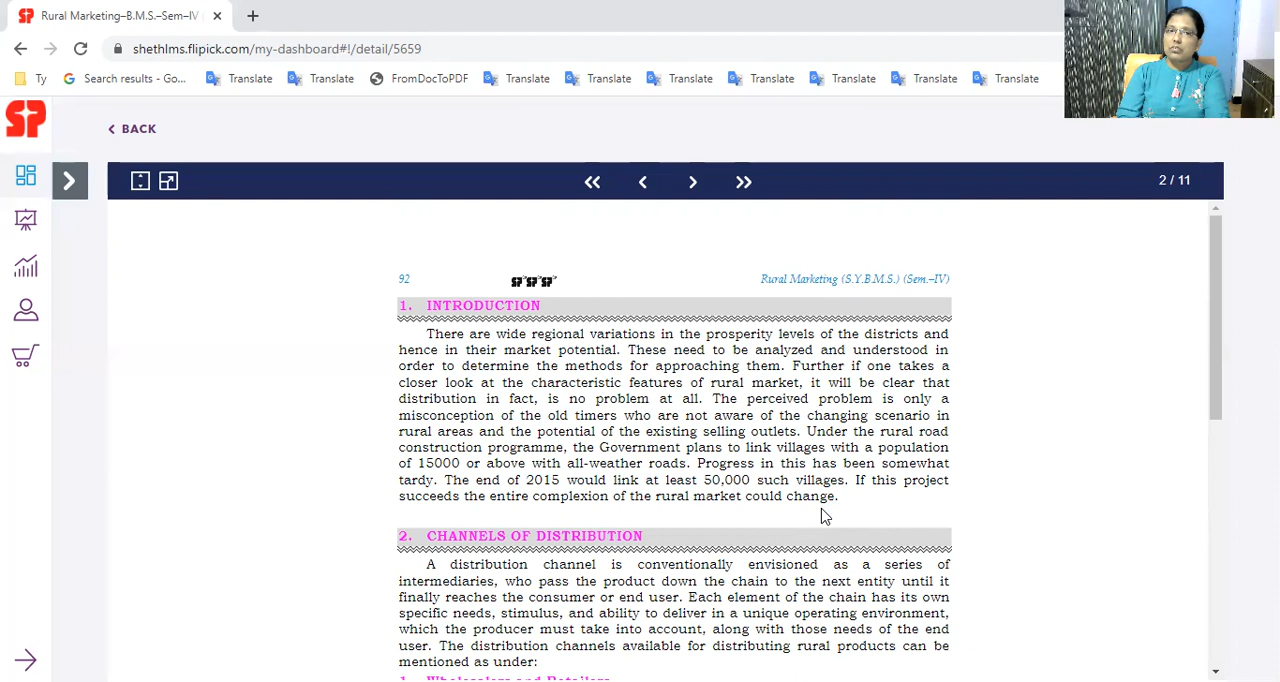 Rural Marketing–B.M.S.–Sem–IV
shethlms.flipick.com/my-dashboard#!/detail/5659
Ty
Search results - Go...
Translate
Translate
FromDocToPDF
Translate
Translate
Translate
Translate
Translate
Translate
Translate
SP
BACK
2 / 11
92
Rural Marketing (S.Y.B.M.S.) (Sem.–IV)
1. INTRODUCTION
There are wide regional variations in the prosperity levels of the districts and
hence in their market potential. These need to be analyzed and understood in
order to determine the methods for approaching them. Further if one takes a
closer look at the characteristic features of rural market, it will be clear that
distribution in fact, is no problem at all. The perceived problem is only a
misconception of the old timers who are not aware of the changing scenario in
rural areas and the potential of the existing selling outlets. Under the rural road
construction programme, the Government plans to link villages with a population
of 15000 or above with all-weather roads. Progress in this has been somewhat
tardy. The end of 2015 would link at least 50,000 such villages. If this project
succeeds the entire complexion of the rural market could change.
2. CHANNELS OF DISTRIBUTION
A distribution channel is conventionally envisioned as a series of
intermediaries, who pass the product down the chain to the next entity until it
finally reaches the consumer or end user. Each element of the chain has its own
specific needs, stimulus, and ability to deliver in a unique operating environment,
which the producer must take into account, along with those needs of the end
user. The distribution channels available for distributing rural products can be
mentioned as under:
1. Wholesalers and Retailers